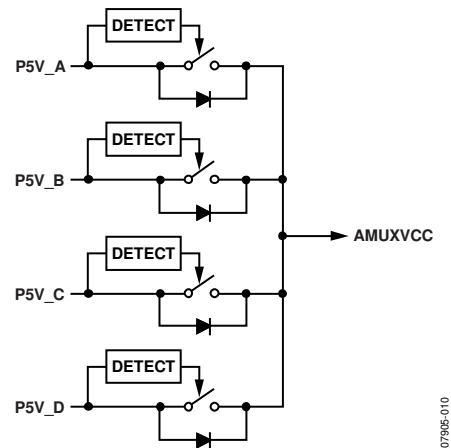 DETECT
P5V_A
DETECT
P5V_B
AMUXVCC
DETECT
P5V_C
DETECT
P5V_D
07905-010